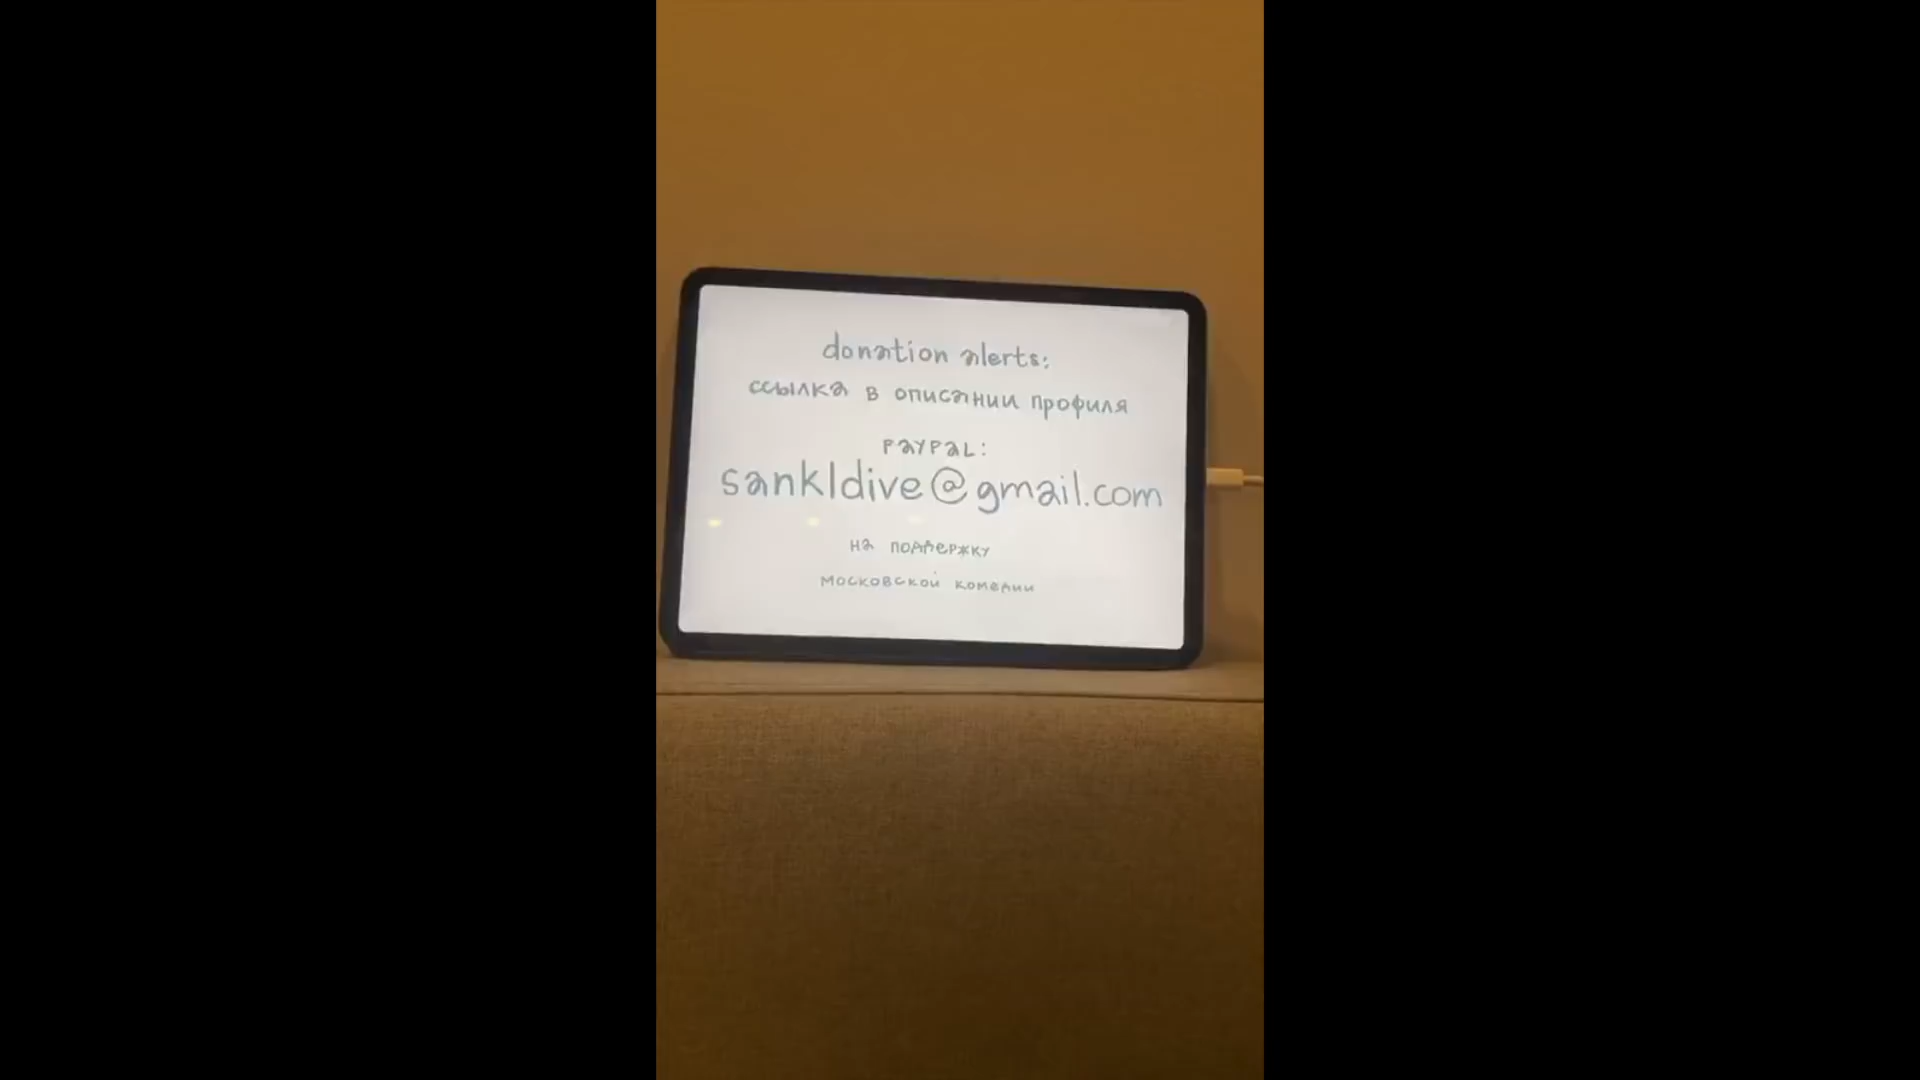 donation alerts:
ссылка в описании профиля
PAYPAL:
sankldive@gmail.com
на поддержку
московской комедии